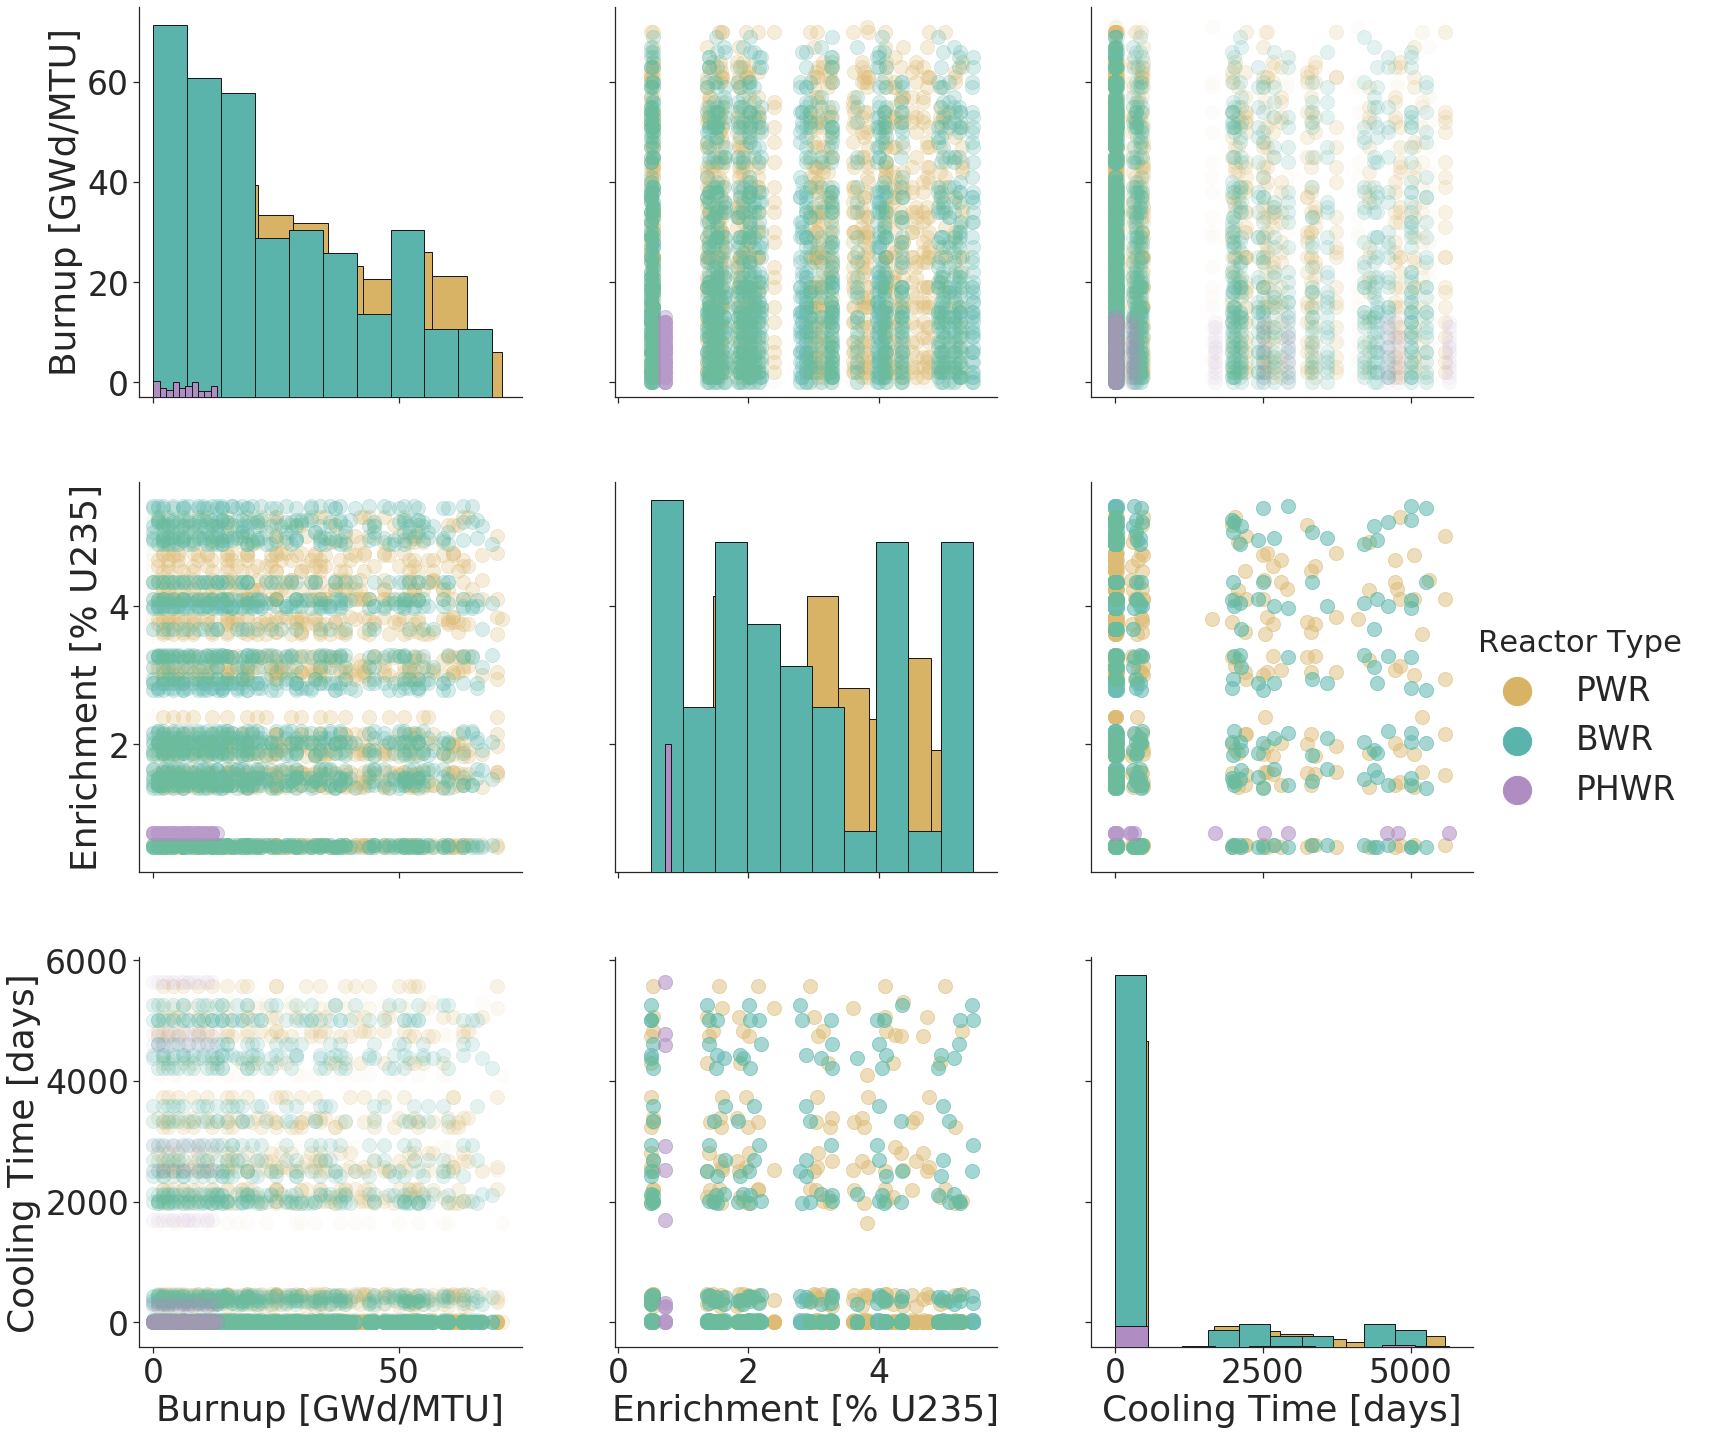 60
40
20
0
Burnup [GWd/MTU]
4
2
Enrichment [% U235]
Reactor Type
PWR
BWR
PHWR
6000
4000
2000
0
Cooling Time [days]
0 50
Burnup [GWd/MTU]
0 2 4
Enrichment [% U235]
0 2500 5000
Cooling Time [days]